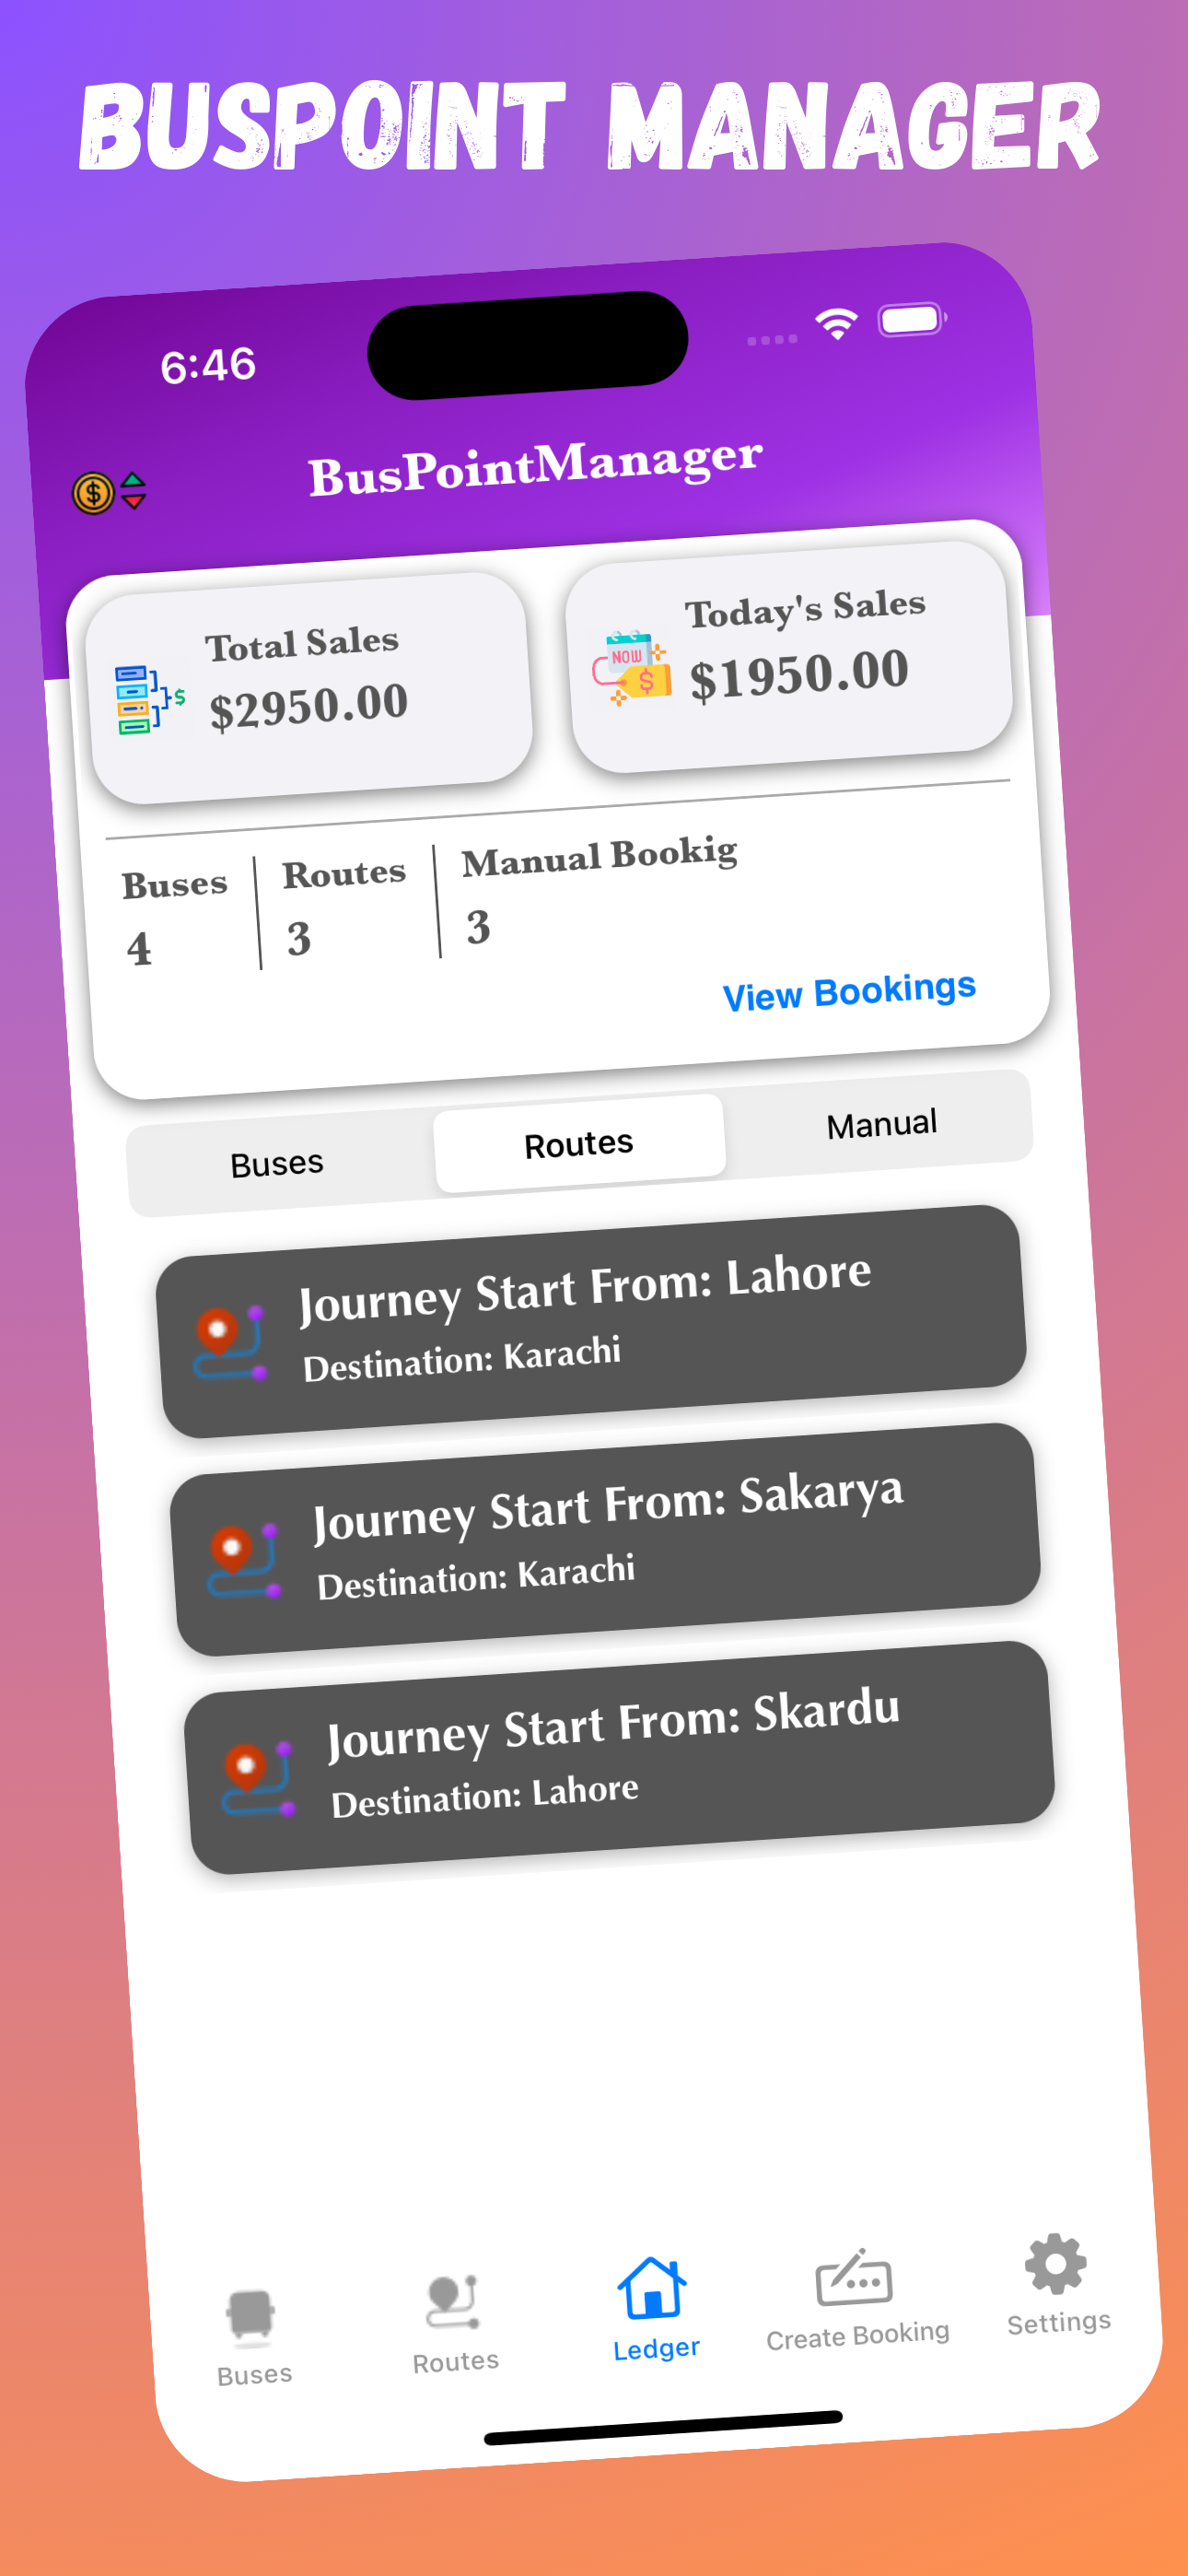 BUSPOINT MANAGER
6:46
BusPointManager
Total Sales
$2950.00
NOW
Today's Sales
$1950.00
Buses
4
Routes
3
Manual Bookig
3
View Bookings
Buses Routes Manual
Journey Start From: Lahore
Destination: Karachi
Journey Start From: Sakarya
Destination: Karachi
Journey Start From: Skardu
Destination: Lahore
Buses Routes Ledger Create Booking Settings